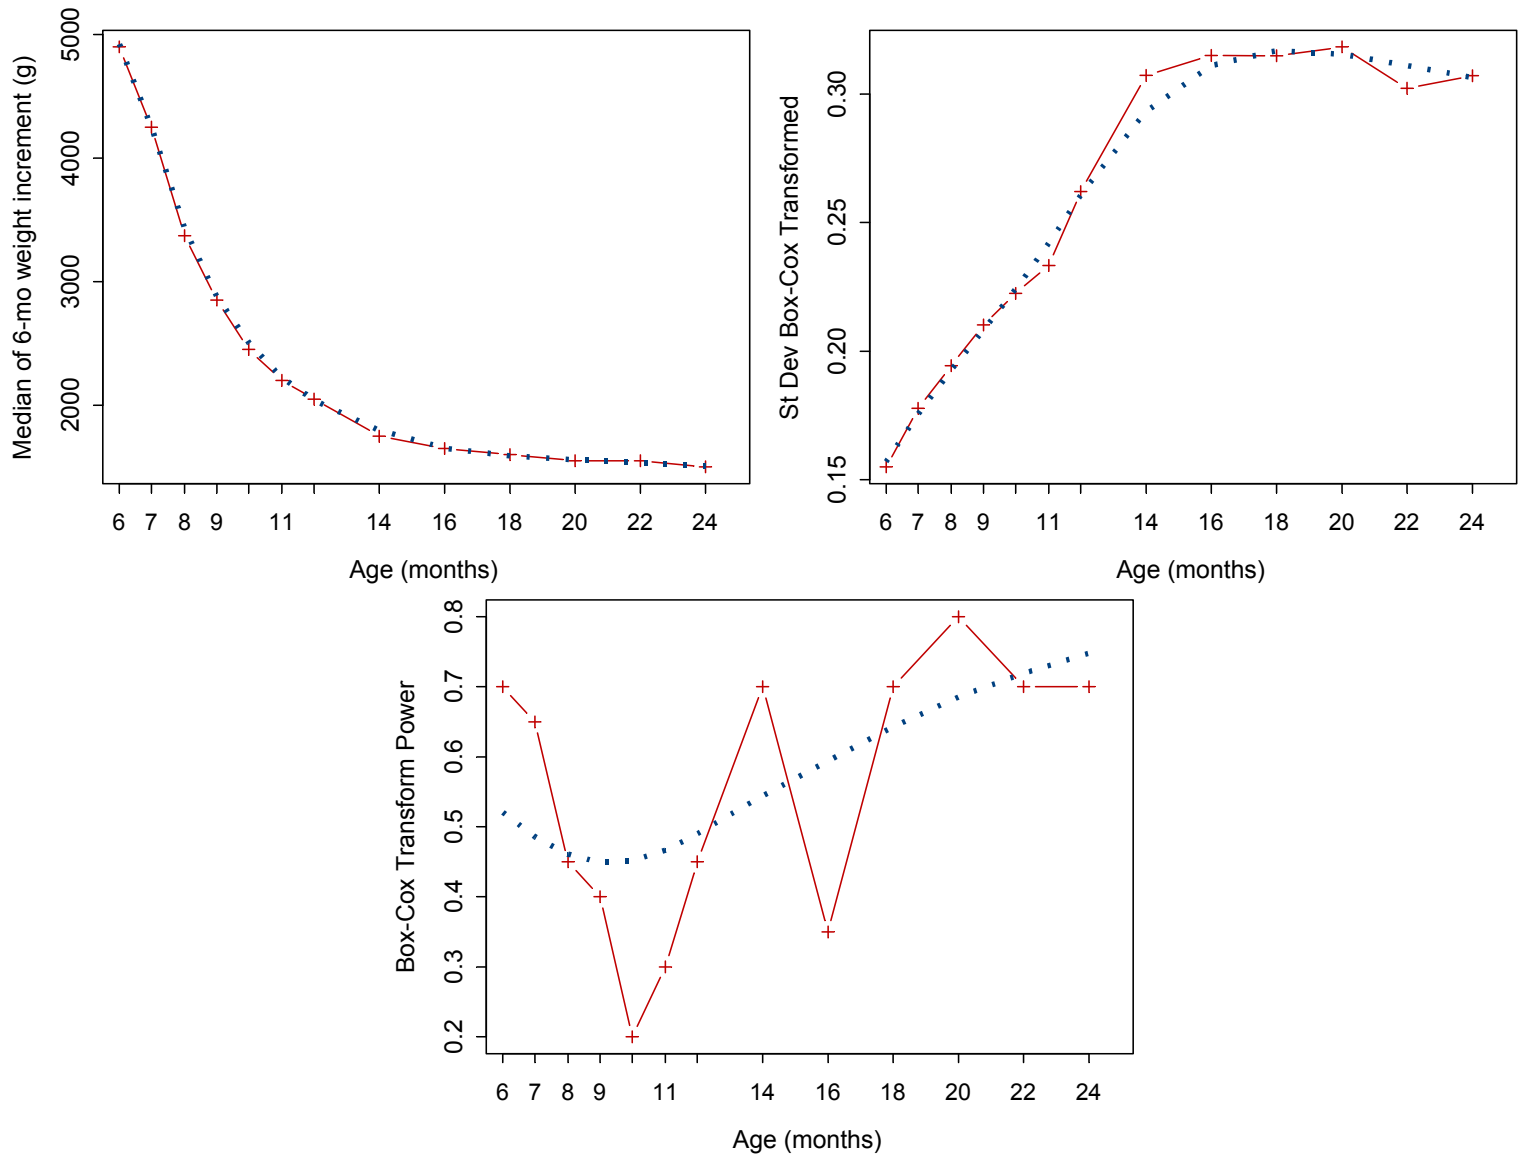 Median of 6-mo weight increment (g)
5000
4000
3000
2000
6 7 8 9 11 14 16 18 20 22 24
Age (months)
St Dev Box-Cox Transformed
0.30
0.25
0.20
0.15
6 7 8 9 11 14 16 18 20 22 24
Age (months)
Box-Cox Transform Power
0.8
0.7
0.6
0.5
0.4
0.3
0.2
6 7 8 9 11 14 16 18 20 22 24
Age (months)